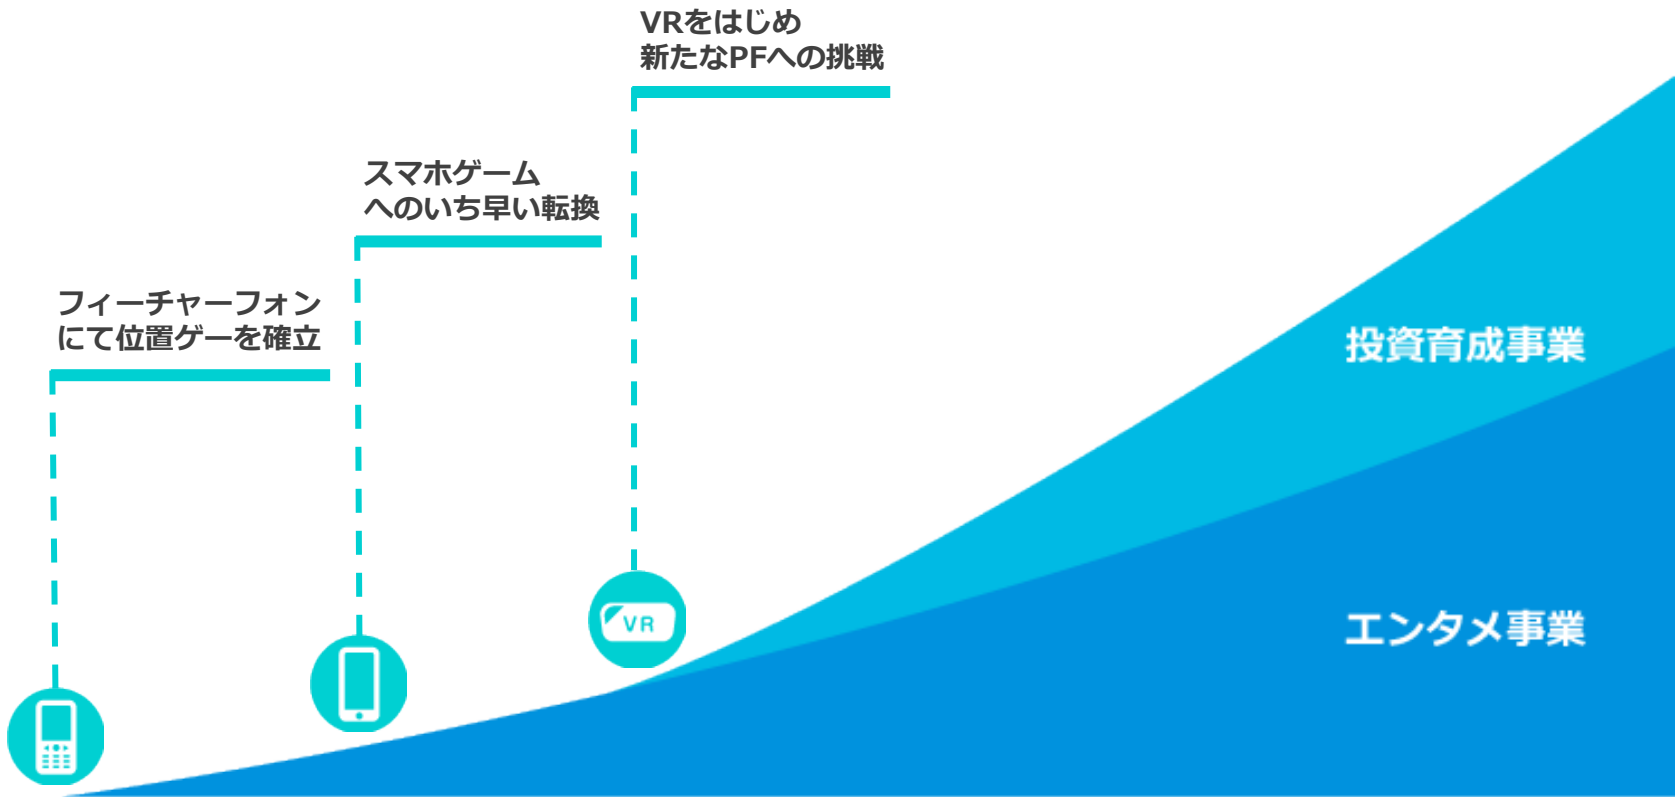 VRをはじめ
新たなPFへの挑戦
スマホゲーム
へのいち早い転換
フィーチャーフォン
にて位置ゲーを確立
投資育成事業
エンタメ事業
VR